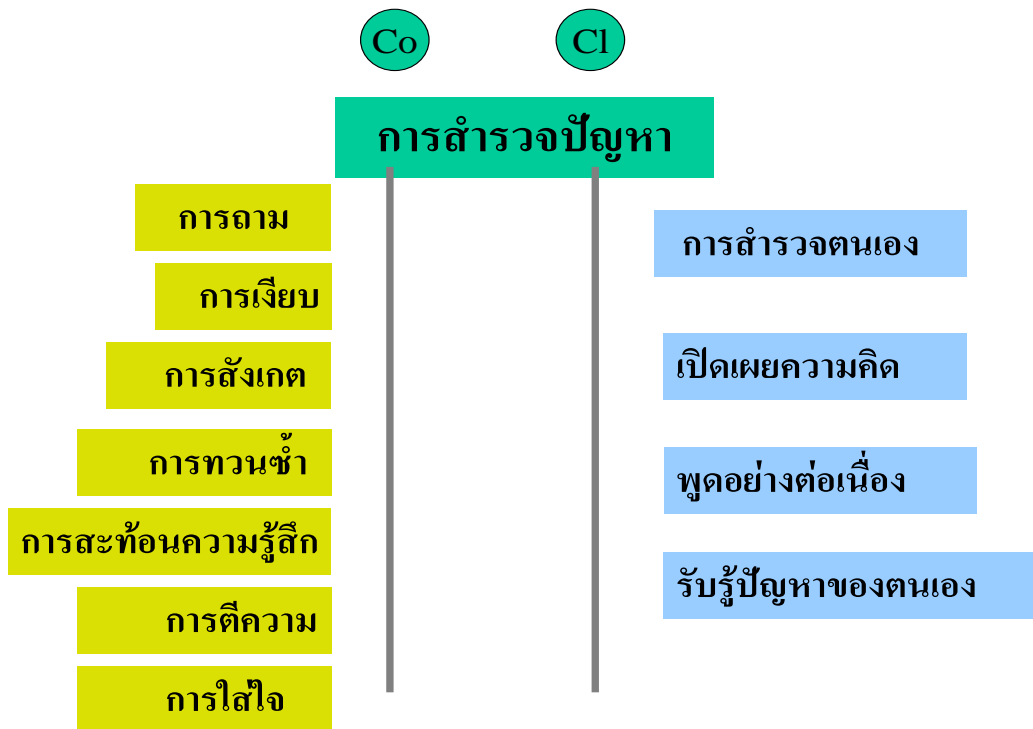 Co
Cl
การสำรวจปัญหา
การถาม
การเงียบ
การสังเกต
การทวนซ้ำ
การสะท้อนความรู้สึก
การตีความ
การใส่ใจ
การสำรวจตนเอง
เปิดเผยความคิด
พูดอย่างต่อเนื่อง
รับรู้ปัญหาของตนเอง